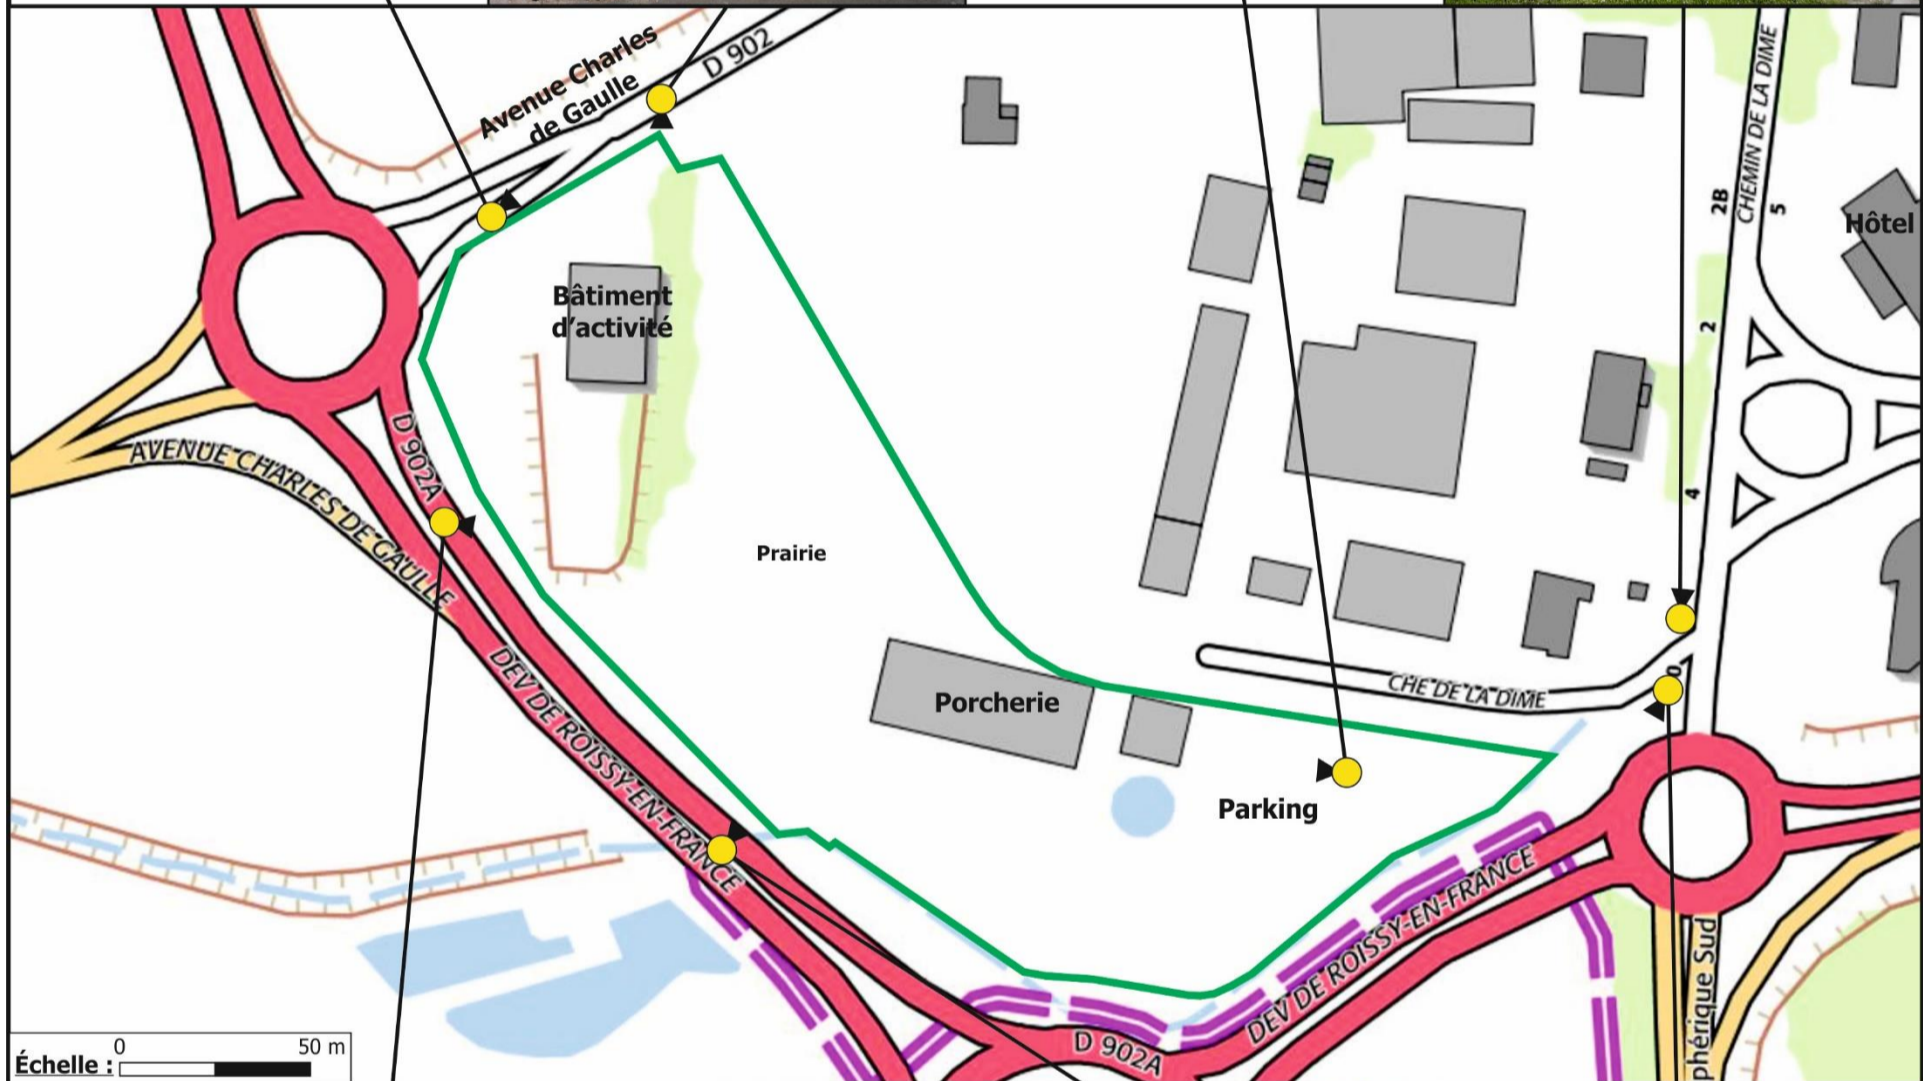 D 902
Avenue Charles
de Gaulle
CHEMIN DE LA DIME
2B
5
Hôtel
Bâtiment
d'activité
2
D 902A
AVENUE CHARLES DE GAULLE
4
Prairie
0
CHE DE LA DIME
Porcherie
DEV DE ROISSY-EN-FRANCE
Parking
DEV DE ROISSY-EN-FRANCE
phérique Sud
D 902A
0 50 m
Échelle :